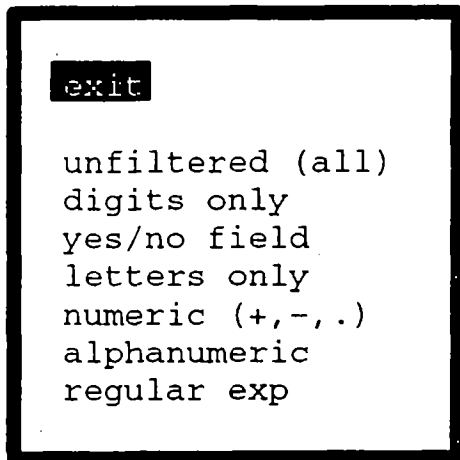 exit
unfiltered (all)
digits only
yes/no field
letters only
numeric (+,-,.)
alphanumeric
regular exp